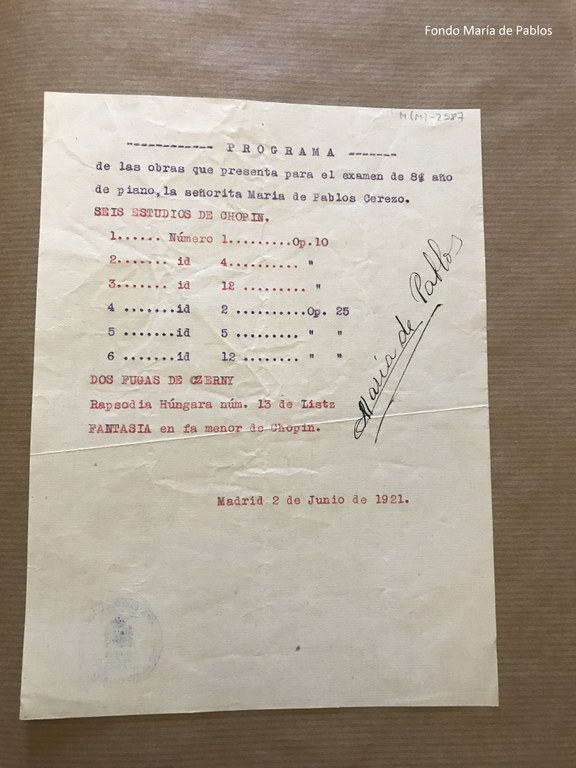 Fondo María de Pablos
M(M)-2587
------------ P R O G R A M A -------
de las obras que presenta para el examen de 8º año
de piano, la señorita Maria de Pablos Cerezo.
SEIS ESTUDIOS DE CHOPIN.
1...... Número 1.........Op.10
2....... id 4.......... "
3....... id 12 ......... "
4 .......id 2 ..........Op. 25
5 .......id 5 ......... " "
6 .......id 12 ......... " "
DOS FUGAS DE CZERNY
Rapsodia Húngara núm. 13 de Listz
FANTASIA en fa menor de Chopin.
Maria de Pablos
Madrid 2 de Junio de 1921.